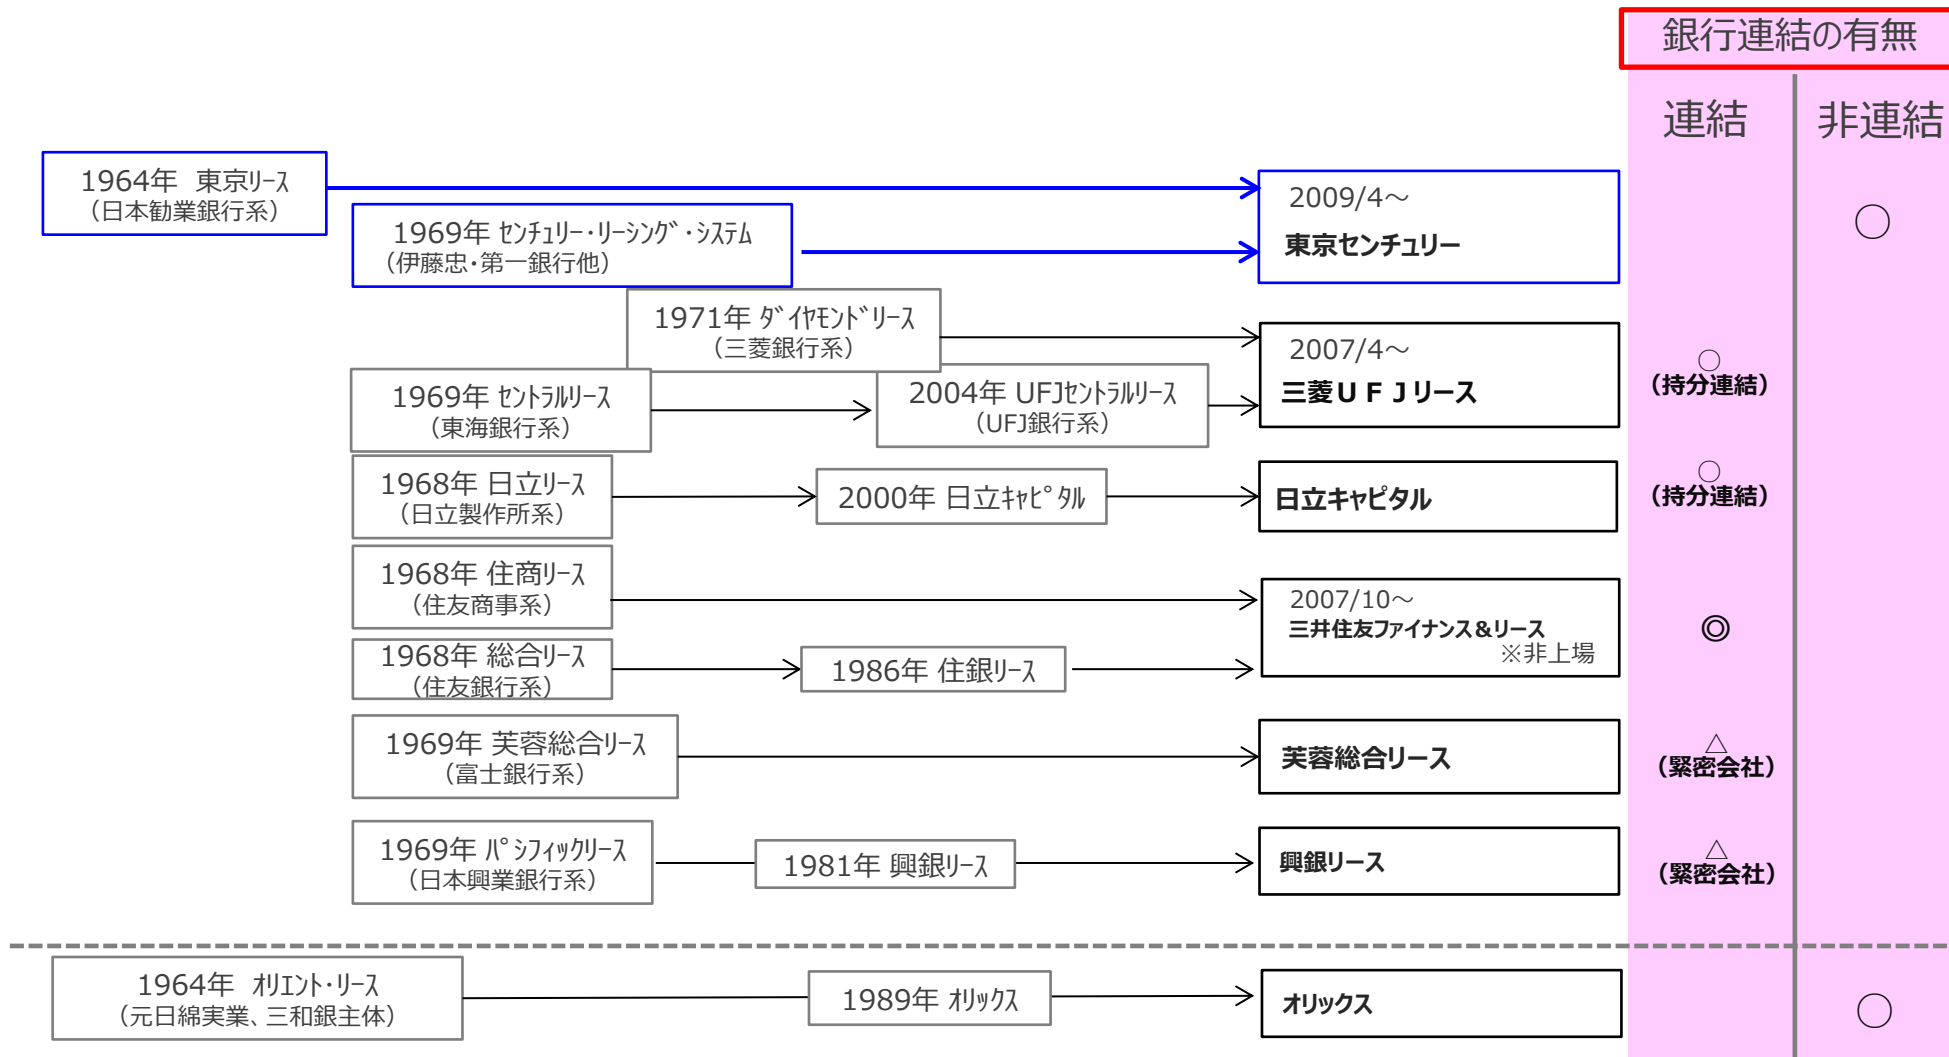 銀行連結の有無
連結 非連結
1964年 東京ﾘｰｽ
（日本勧業銀行系）
1969年 ｾﾝﾁｭﾘｰ・ﾘｰｼﾝｸﾞ・ｼｽﾃﾑ
（伊藤忠・第一銀行他）
2009/4～
東京センチュリー
○
1971年 ﾀﾞｲﾔﾓﾝﾄﾞﾘｰｽ
（三菱銀行系）
1969年 ｾﾝﾄﾗﾙﾘｰｽ
（東海銀行系）
2004年 UFJｾﾝﾄﾗﾙﾘｰｽ
（UFJ銀行系）
2007/4～
三菱ＵＦＪリース
○
（持分連結）
1968年 日立ﾘｰｽ
（日立製作所系）
2000年 日立ｷｬﾋﾟﾀﾙ
日立キャピタル
○
（持分連結）
1968年 住商ﾘｰｽ
（住友商事系）
1968年 総合ﾘｰｽ
（住友銀行系）
1986年 住銀ﾘｰｽ
2007/10～
三井住友ファイナンス&リース
※非上場
◎
1969年 芙蓉総合ﾘｰｽ
（富士銀行系）
芙蓉総合リース
△
（緊密会社）
1969年 ﾊﾟｼﾌｨｯｸﾘｰｽ
（日本興業銀行系）
1981年 興銀ﾘｰｽ
興銀リース
△
（緊密会社）
1964年 ｵﾘｴﾝﾄ・ﾘｰｽ
（元日綿実業、三和銀主体）
1989年 ｵﾘｯｸｽ
オリックス
○